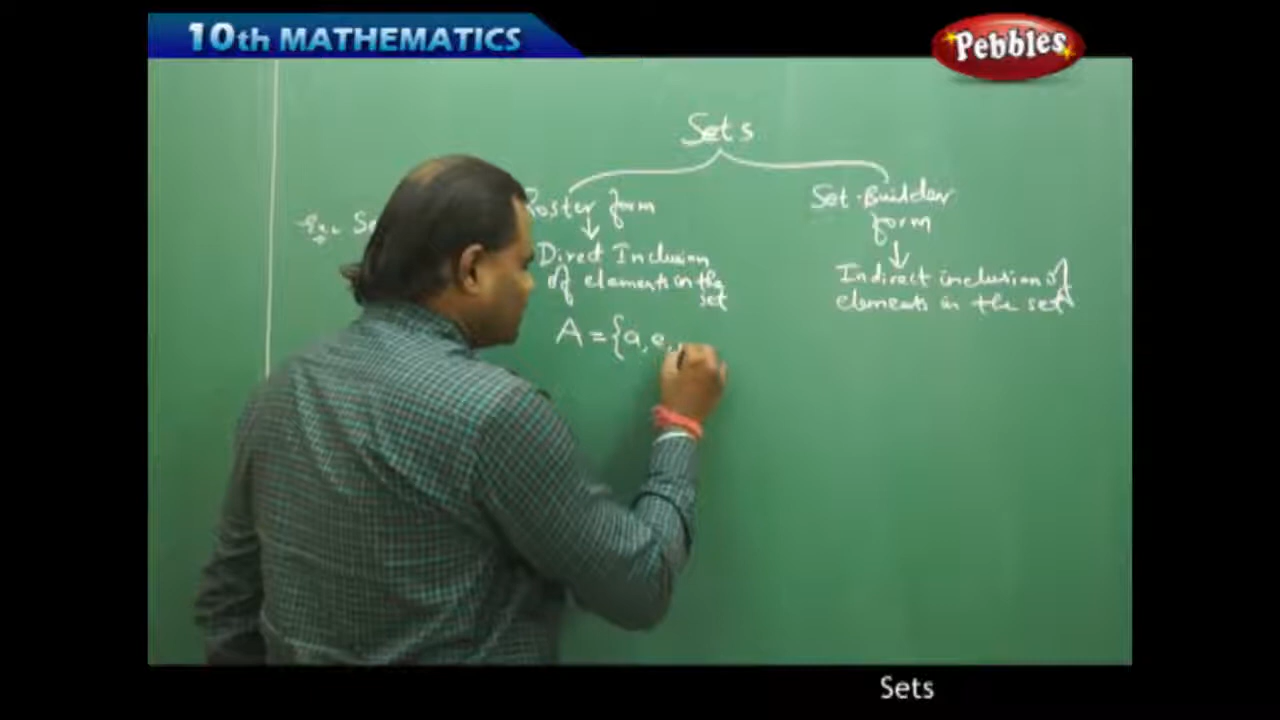 10th MATHEMATICS
Pebbles
Sets
Roster form
Set-Builder
form
Direct Inclusion
of elements in the
set
Indirect inclusion of
elements in the set
A = {a, e,
Sets